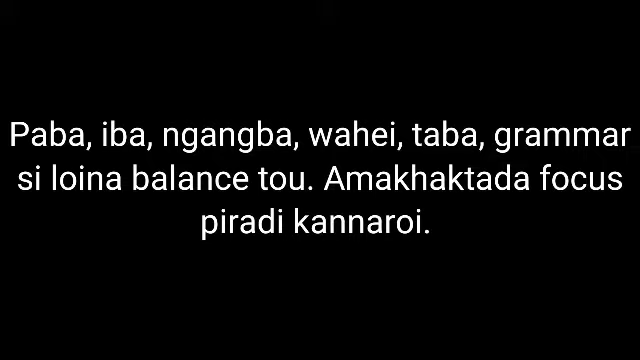 Paba, iba, ngangba, wahei, taba, grammar
si loina balance tou. Amakhaktada focus
piradi kannaroi.